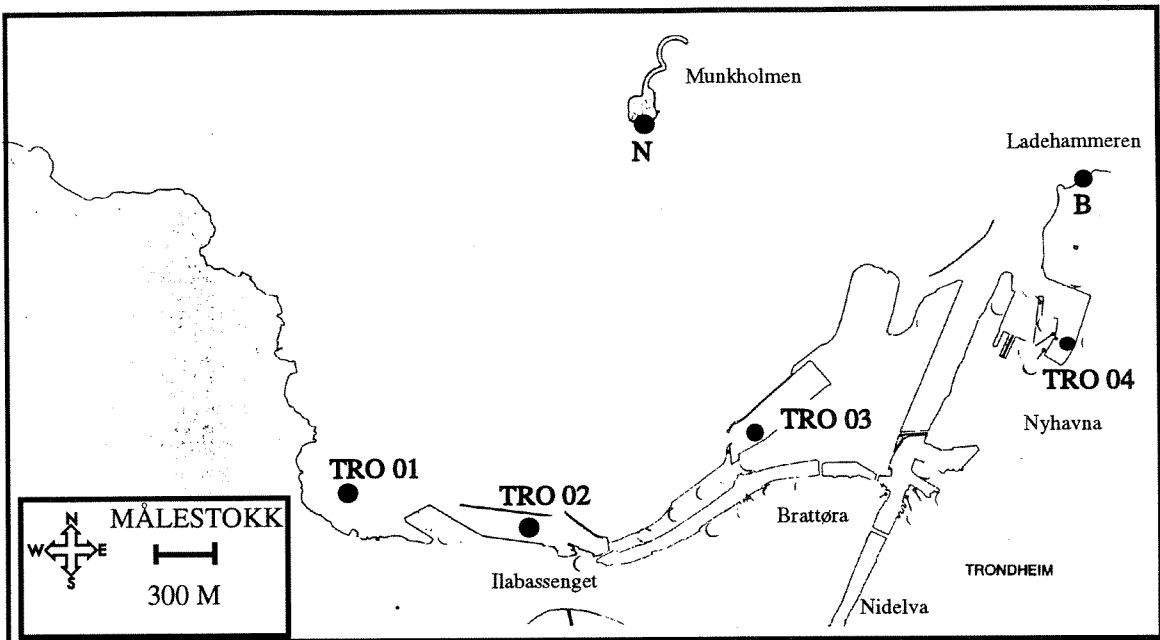 Munkholmen
N
Ladehammeren
B
TRO 04
Nyhavna
TRO 03
TRO 01
TRO 02
Brattøra
Ilabassenget
TRONDHEIM
Nidelva
N
W E
S
MÅLESTOKK
300 M